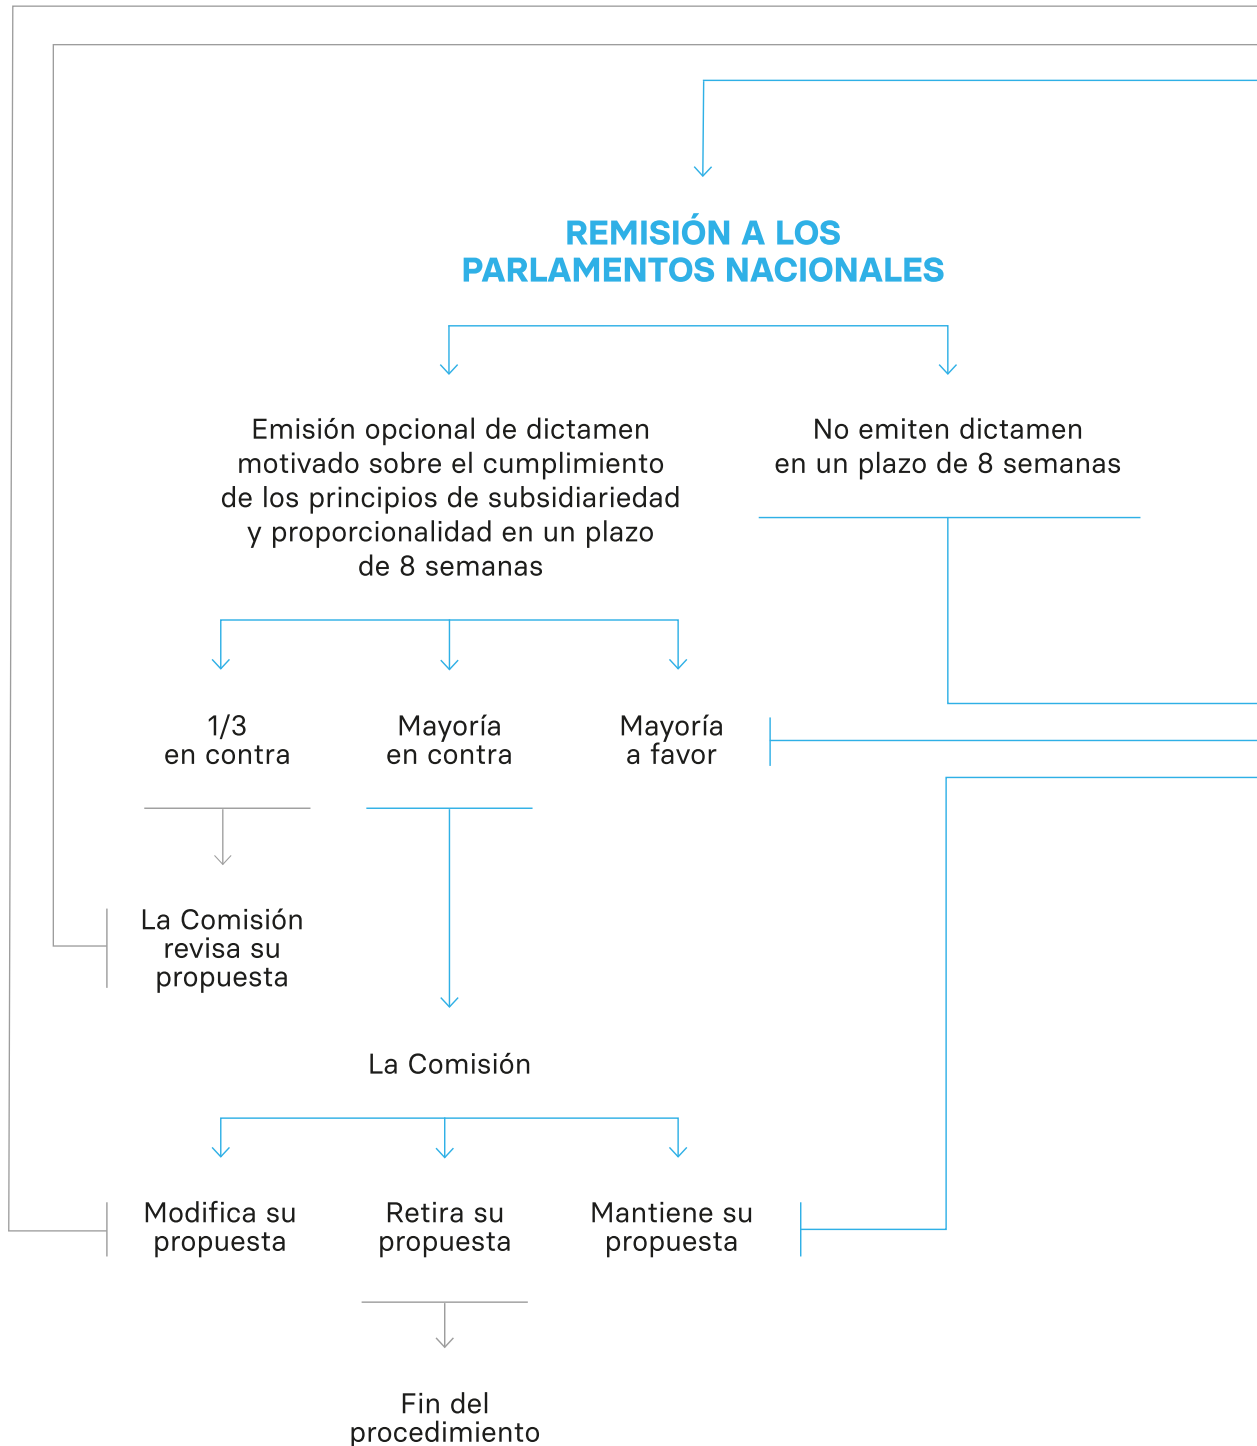 REMISIÓN A LOS
PARLAMENTOS NACIONALES
Emisión opcional de dictamen
motivado sobre el cumplimiento
de los principios de subsidiariedad
y proporcionalidad en un plazo
de 8 semanas
No emiten dictamen
en un plazo de 8 semanas
1/3
en contra
Mayoría
en contra
Mayoría
a favor
La Comisión
revisa su
propuesta
La Comisión
Modifica su
propuesta
Retira su
propuesta
Mantiene su
propuesta
Fin del
procedimiento